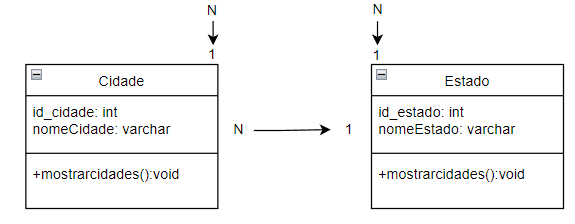 N
N
1
1
Cidade
Estado
id_cidade: int
nomeCidade: varchar
id_estado: int
nomeEstado: varchar
N
1
+mostrarcidades():void
+mostrarcidades():void